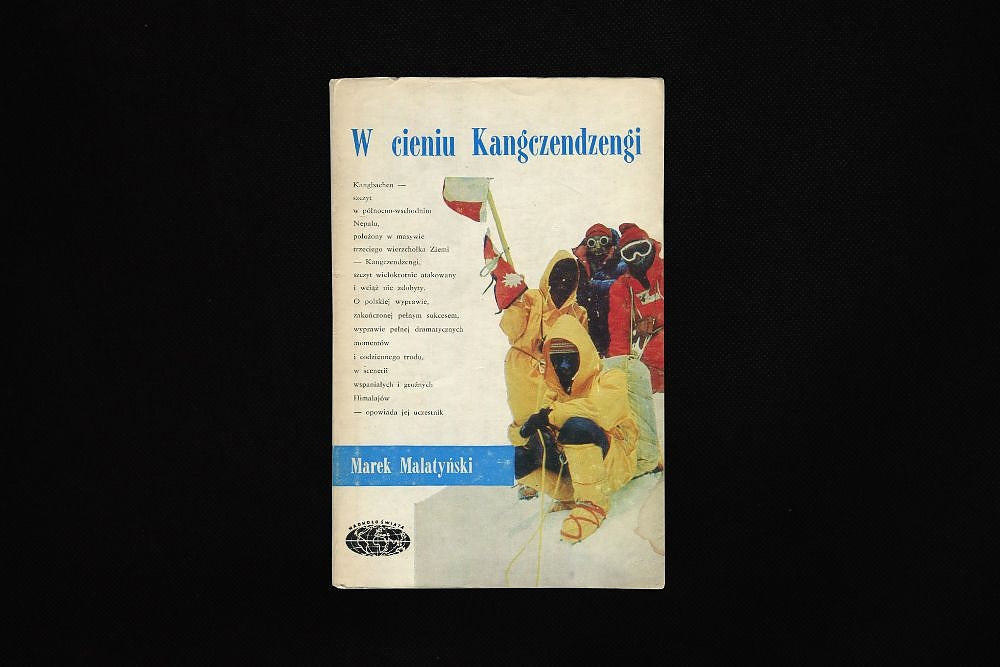 W cieniu Kangczendzengi
Kangbachen —
szczyt
w północno-wschodnim
Nepalu,
położony w masywie
trzeciego wierzchołka Ziemi
— Kangczendzengi,
szczyt wielokrotnie atakowany
i wciąż nie zdobyty.
O polskiej wyprawie,
zakończonej pełnym sukcesem,
wyprawie pełnej dramatycznych
momentów
i codziennego trudu,
w scenerii
wspaniałych i groźnych
Himalajów
— opowiada jej uczestnik
Marek Malatyński
NAOKOŁO ŚWIATA